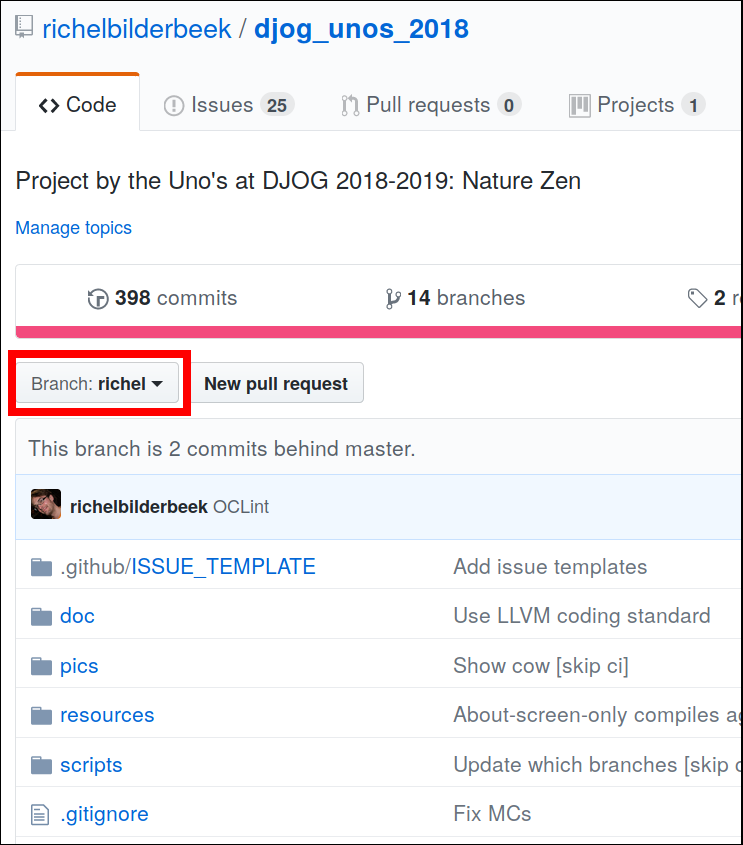 richelbilderbeek / djog_unos_2018
Code Issues 25 Pull requests 0 Projects 1
Project by the Uno's at DJOG 2018-2019: Nature Zen
Manage topics
398 commits 14 branches 2
Branch: richel New pull request
This branch is 2 commits behind master.
richelbilderbeek OCLint
.github/ISSUE_TEMPLATE Add issue templates
doc Use LLVM coding standard
pics Show cow [skip ci]
resources About-screen-only compiles
scripts Update which branches [skip
.gitignore Fix MCs